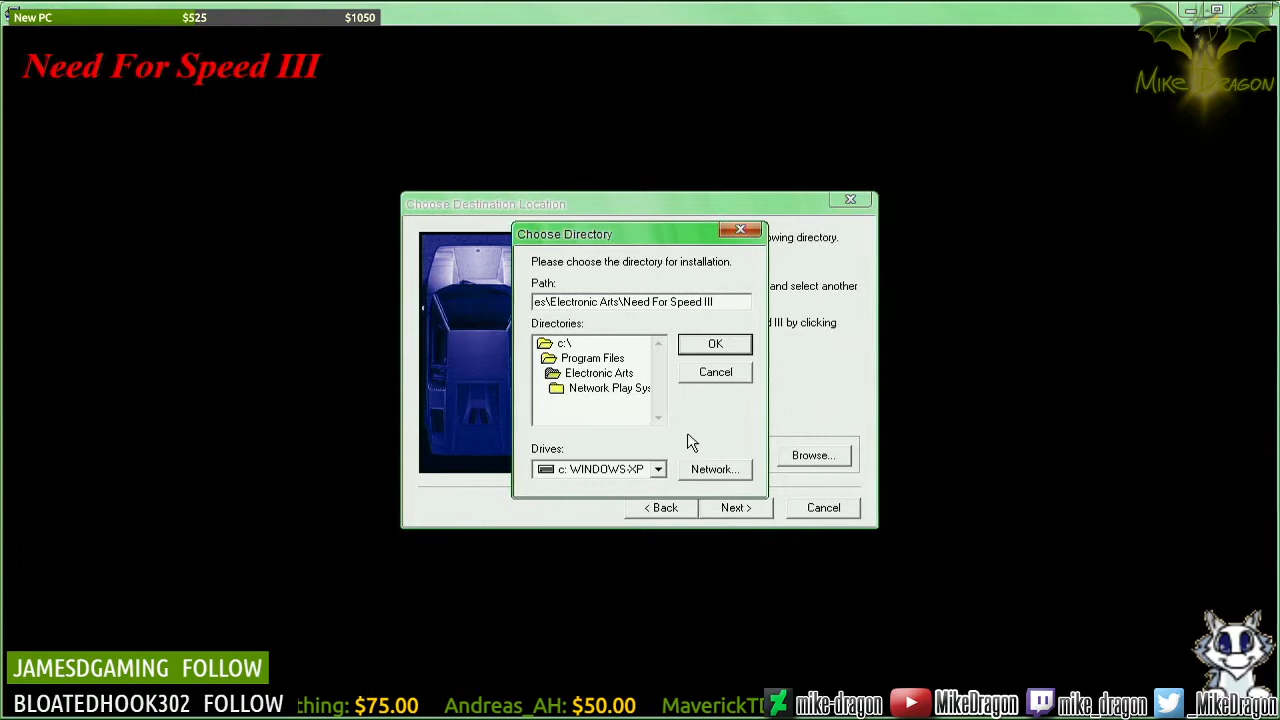 New PC $525 $1050
Need For Speed III
Mike Dragon
Choose Destination Location
Choose Directory
owing directory.
Please choose the directory for installation.
Path:
and select another
es\Electronic Arts\Need For Speed III
Directories:
d III by clicking
c:\
OK
Program Files
Electronic Arts
Cancel
Network Play Sys
Drives:
Browse...
c: WINDOWS-XP
Network...
< Back
Next >
Cancel
JAMESDGAMING FOLLOW
BLOATEDHOOK302 FOLLOW
thing: $75.00 Andreas_AH: $50.00 MaverickTD
mike-dragon MikeDragon mike_dragon _MikeDragon